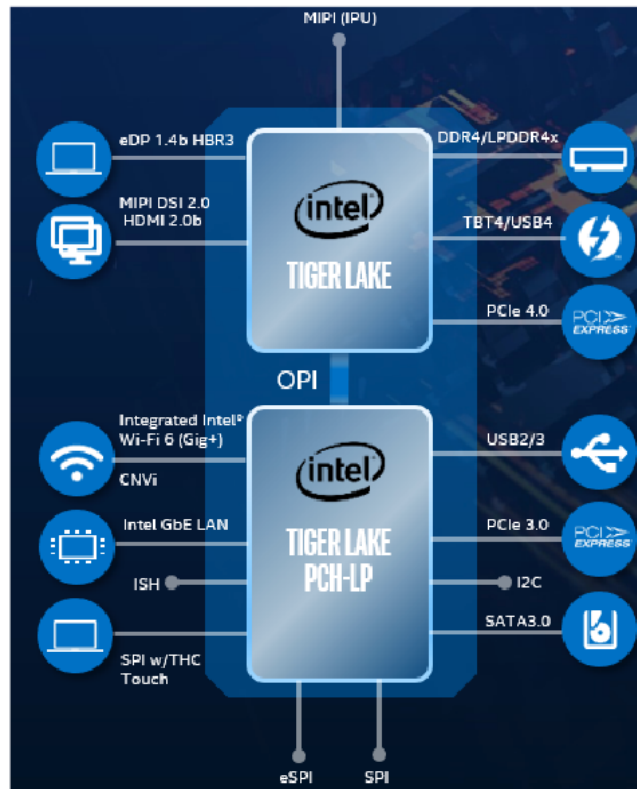 MIPI (IPU)
eDP 1.4b HBR3
DDR4/LPDDR4x
MIPI DSI 2.0
HDMI 2.0b
TBT4/USB4
intel
TIGER LAKE
PCIe 4.0
PCI
EXPRESS
OPI
Integrated Intel®
Wi-Fi 6 (Gig+)
USB2/3
CNVi
intel
Intel GbE LAN
PCIe 3.0
PCI
EXPRESS
TIGER LAKE
PCH-LP
ISH
I2C
SATA3.0
SPI w/THC
Touch
eSPI
SPI